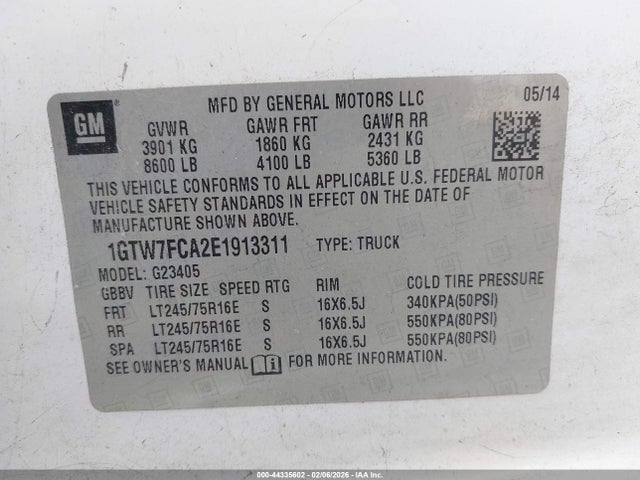 GM
MFD BY GENERAL MOTORS LLC 05/14
GVWR GAWR FRT GAWR RR
3901 KG 1860 KG 2431 KG
8600 LB 4100 LB 5360 LB
THIS VEHICLE CONFORMS TO ALL APPLICABLE U.S. FEDERAL MOTOR
VEHICLE SAFETY STANDARDS IN EFFECT ON THE DATE OF
MANUFACTURE SHOWN ABOVE.
1GTW7FCA2E1913311 TYPE: TRUCK
MODEL: G23405
GBBV TIRE SIZE SPEED RTG RIM COLD TIRE PRESSURE
FRT LT245/75R16E S 16X6.5J 340KPA(50PSI)
RR LT245/75R16E S 16X6.5J 550KPA(80PSI)
SPA LT245/75R16E S 16X6.5J 550KPA(80PSI)
SEE OWNER'S MANUAL i FOR MORE INFORMATION.
000-44335602 - 02/06/2026 - IAAI, Inc. - Copyright